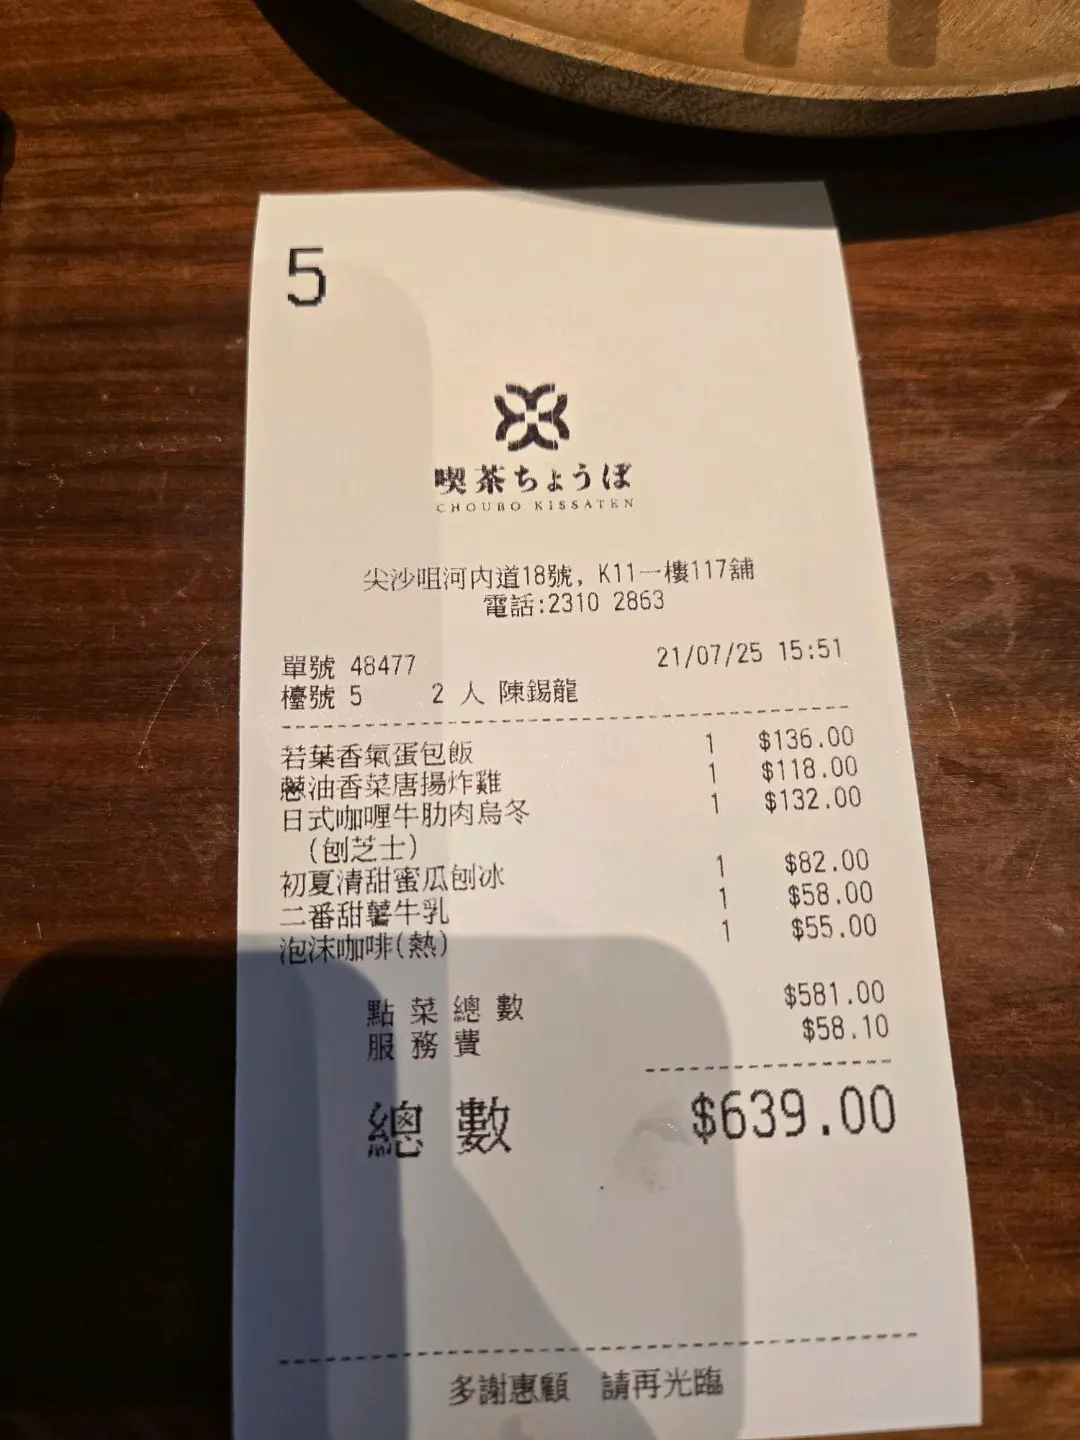 5
喫茶ちょうぼ
CHOUBO KISSATEN
尖沙咀河內道18號, K11一樓117舖
電話:2310 2863
單號 48477 21/07/25 15:51
檯號 5 2 人 陳錫龍
若葉香氣蛋包飯 1 $136.00
蔥油香菜唐揚炸雞 1 $118.00
日式咖喱牛肋肉烏冬 1 $132.00
(刨芝士)
初夏清甜蜜瓜刨冰 1 $82.00
二番甜薯牛乳 1 $58.00
泡沫咖啡(熱) 1 $55.00
點菜總數 $581.00
服務費 $58.10
總數 $639.00
多謝惠顧 請再光臨